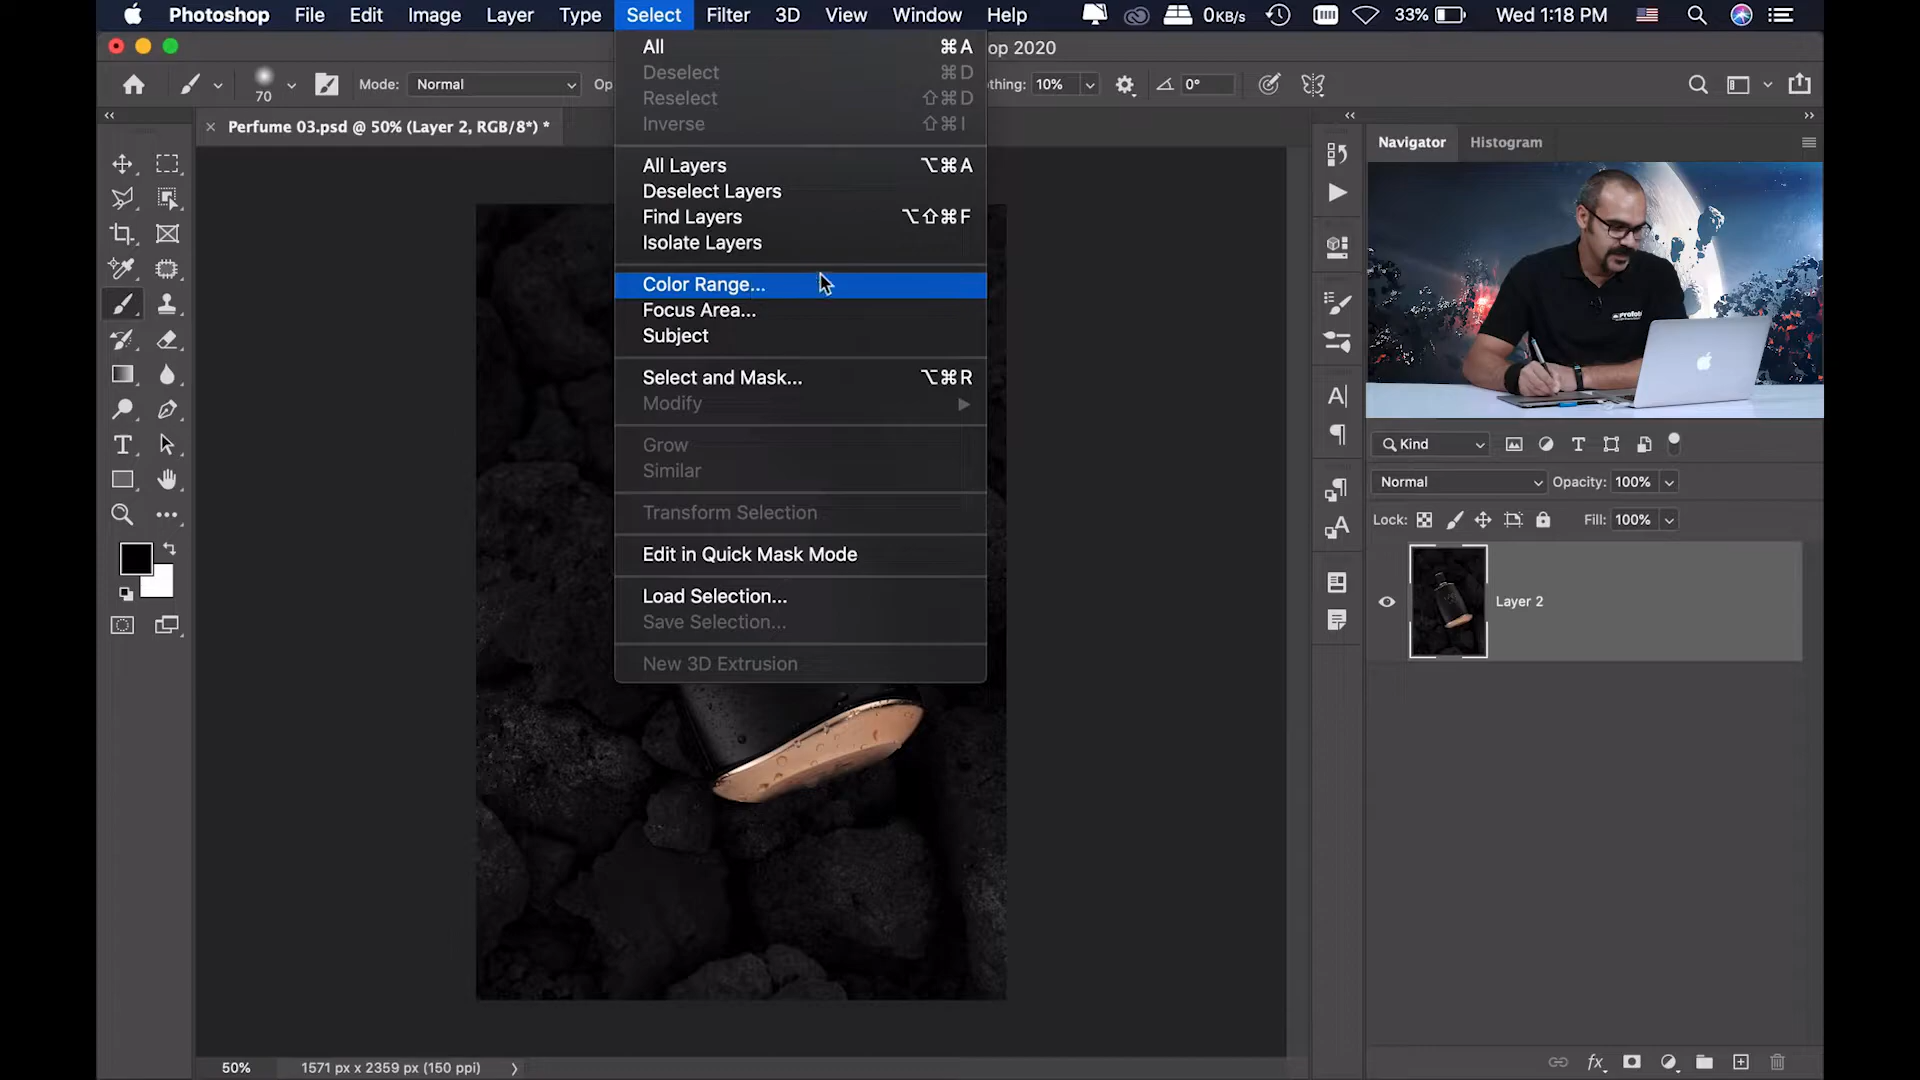 Photoshop File Edit Image Layer Type Select Filter 3D View Window Help 0KB/s 33% Wed 1:18 PM
op 2020
70 Mode: Normal Op othing: 10% 0°
Perfume 03.psd @ 50% (Layer 2, RGB/8*) *
All ⌘A
Deselect ⌘D
Reselect ⇧⌘D
Inverse ⇧⌘I
All Layers ⌥⌘A
Deselect Layers
Find Layers ⌥⇧⌘F
Isolate Layers
Color Range...
Focus Area...
Subject
Select and Mask... ⌥⌘R
Modify
Grow
Similar
Transform Selection
Edit in Quick Mask Mode
Load Selection...
Save Selection...
New 3D Extrusion
Navigator Histogram
Profoto
Kind
Normal Opacity: 100%
Lock: Fill: 100%
Layer 2
fx
50% 1571 px x 2359 px (150 ppi)